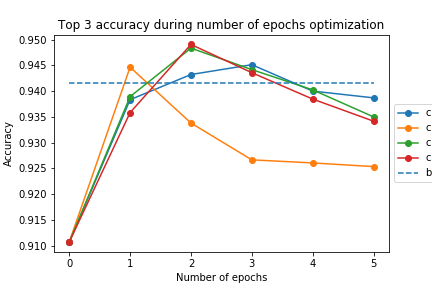 Top 3 accuracy during number of epochs optimization
0.950
0.945
0.940
0.935
0.930
0.925
0.920
0.915
0.910
Accuracy
0 1 2 3 4 5
Number of epochs
c
c
c
c
b